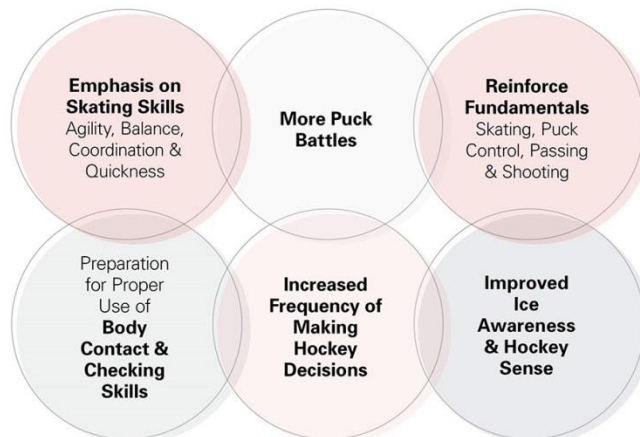 Emphasis on
Skating Skills
Agility, Balance,
Coordination &
Quickness
More Puck
Battles
Reinforce
Fundamentals
Skating, Puck
Control, Passing
& Shooting
Preparation
for Proper
Use of
Body
Contact &
Checking
Skills
Increased
Frequency of
Making
Hockey
Decisions
Improved
Ice
Awareness
& Hockey
Sense